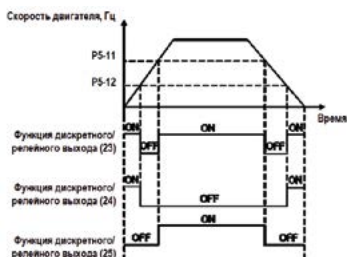 Скорость двигателя, Гц
P5-11
P5-12
Время
ON
ON
ON
Функция дискретного/
релейного выхода (23)
OFF
OFF
ON
ON
Функция дискретного/
релейного выхода (24)
OFF
ON
Функция дискретного/
релейного выхода (25)
OFF
OFF